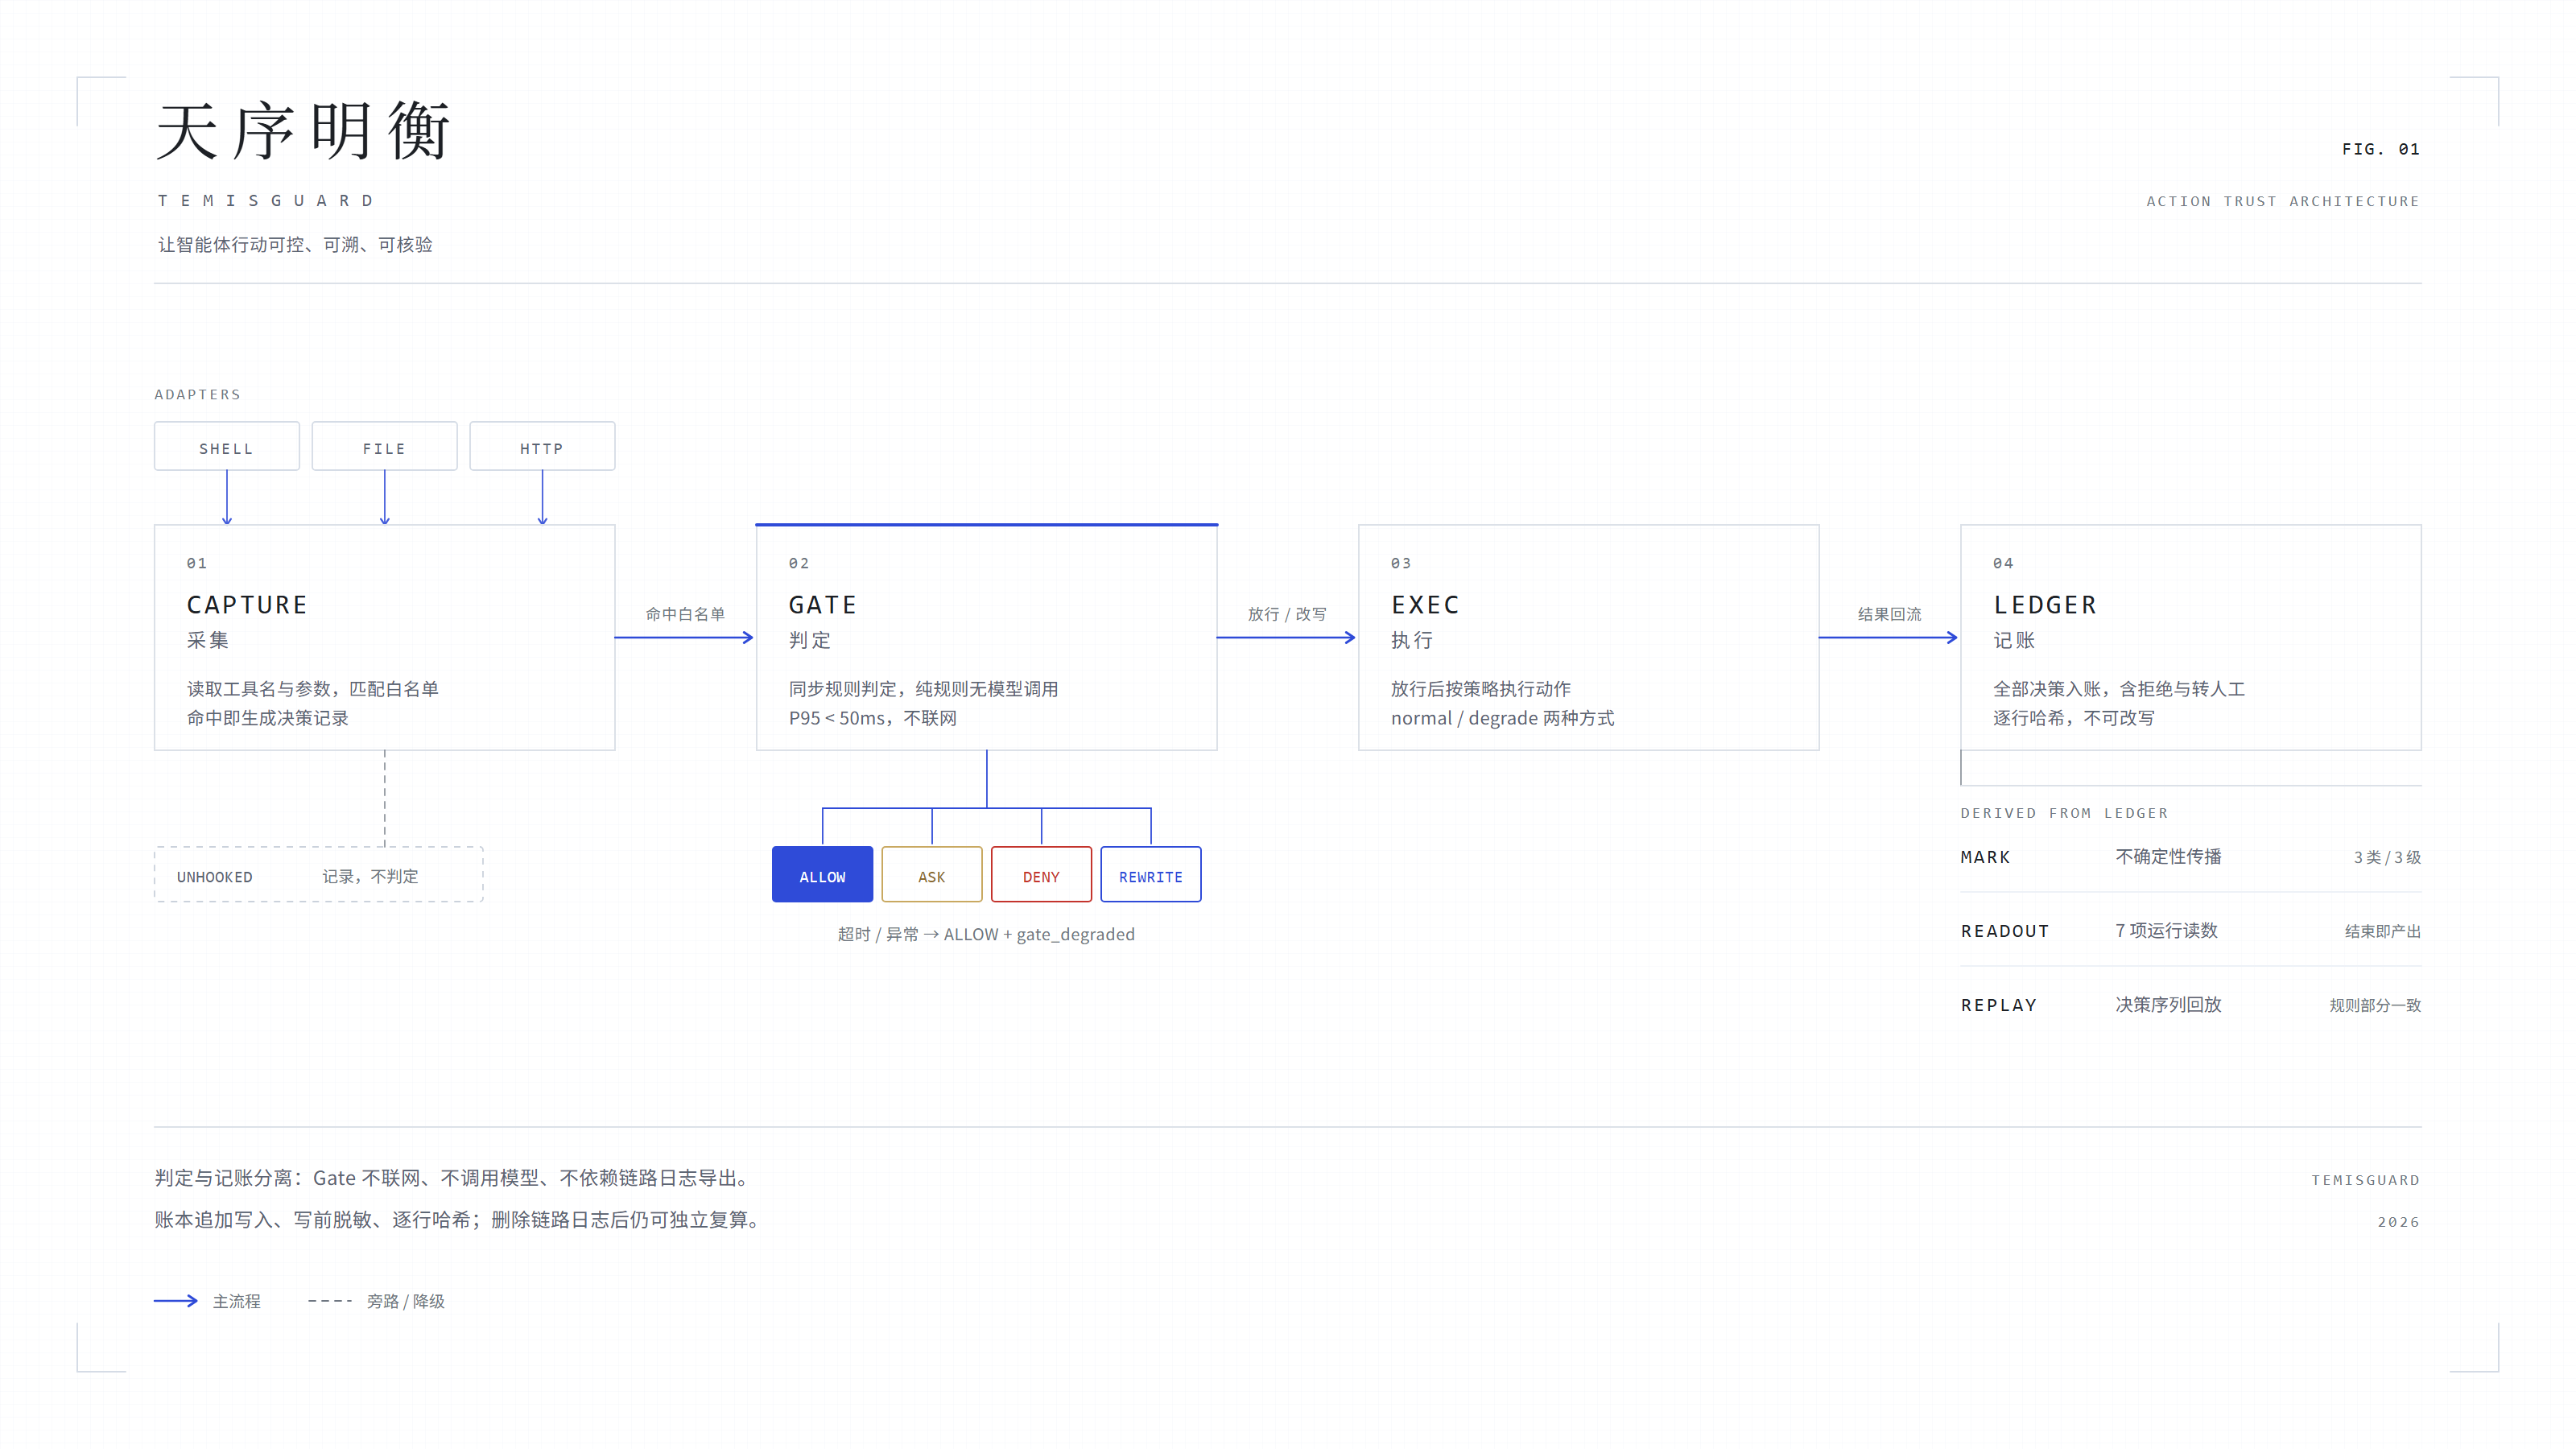 天序明衡
TEMISGUARD
让智能体行动可控、可溯、可核验
FIG. 01
ACTION TRUST ARCHITECTURE
ADAPTERS
SHELL
FILE
HTTP
01
CAPTURE
采集
读取工具名与参数，匹配白名单
命中即生成决策记录
命中白名单
02
GATE
判定
同步规则判定，纯规则无模型调用
P95 < 50ms，不联网
放行 / 改写
03
EXEC
执行
放行后按策略执行动作
normal / degrade 两种方式
结果回流
04
LEDGER
记账
全部决策入账，含拒绝与转人工
逐行哈希，不可改写
UNHOOKED 记录，不判定
ALLOW
ASK
DENY
REWRITE
超时 / 异常 → ALLOW + gate_degraded
DERIVED FROM LEDGER
MARK 不确定性传播 3 类 / 3 级
READOUT 7 项运行读数 结束即产出
REPLAY 决策序列回放 规则部分一致
判定与记账分离：Gate 不联网、不调用模型、不依赖链路日志导出。
账本追加写入、写前脱敏、逐行哈希；删除链路日志后仍可独立复算。
TEMISGUARD
2026
主流程
旁路 / 降级